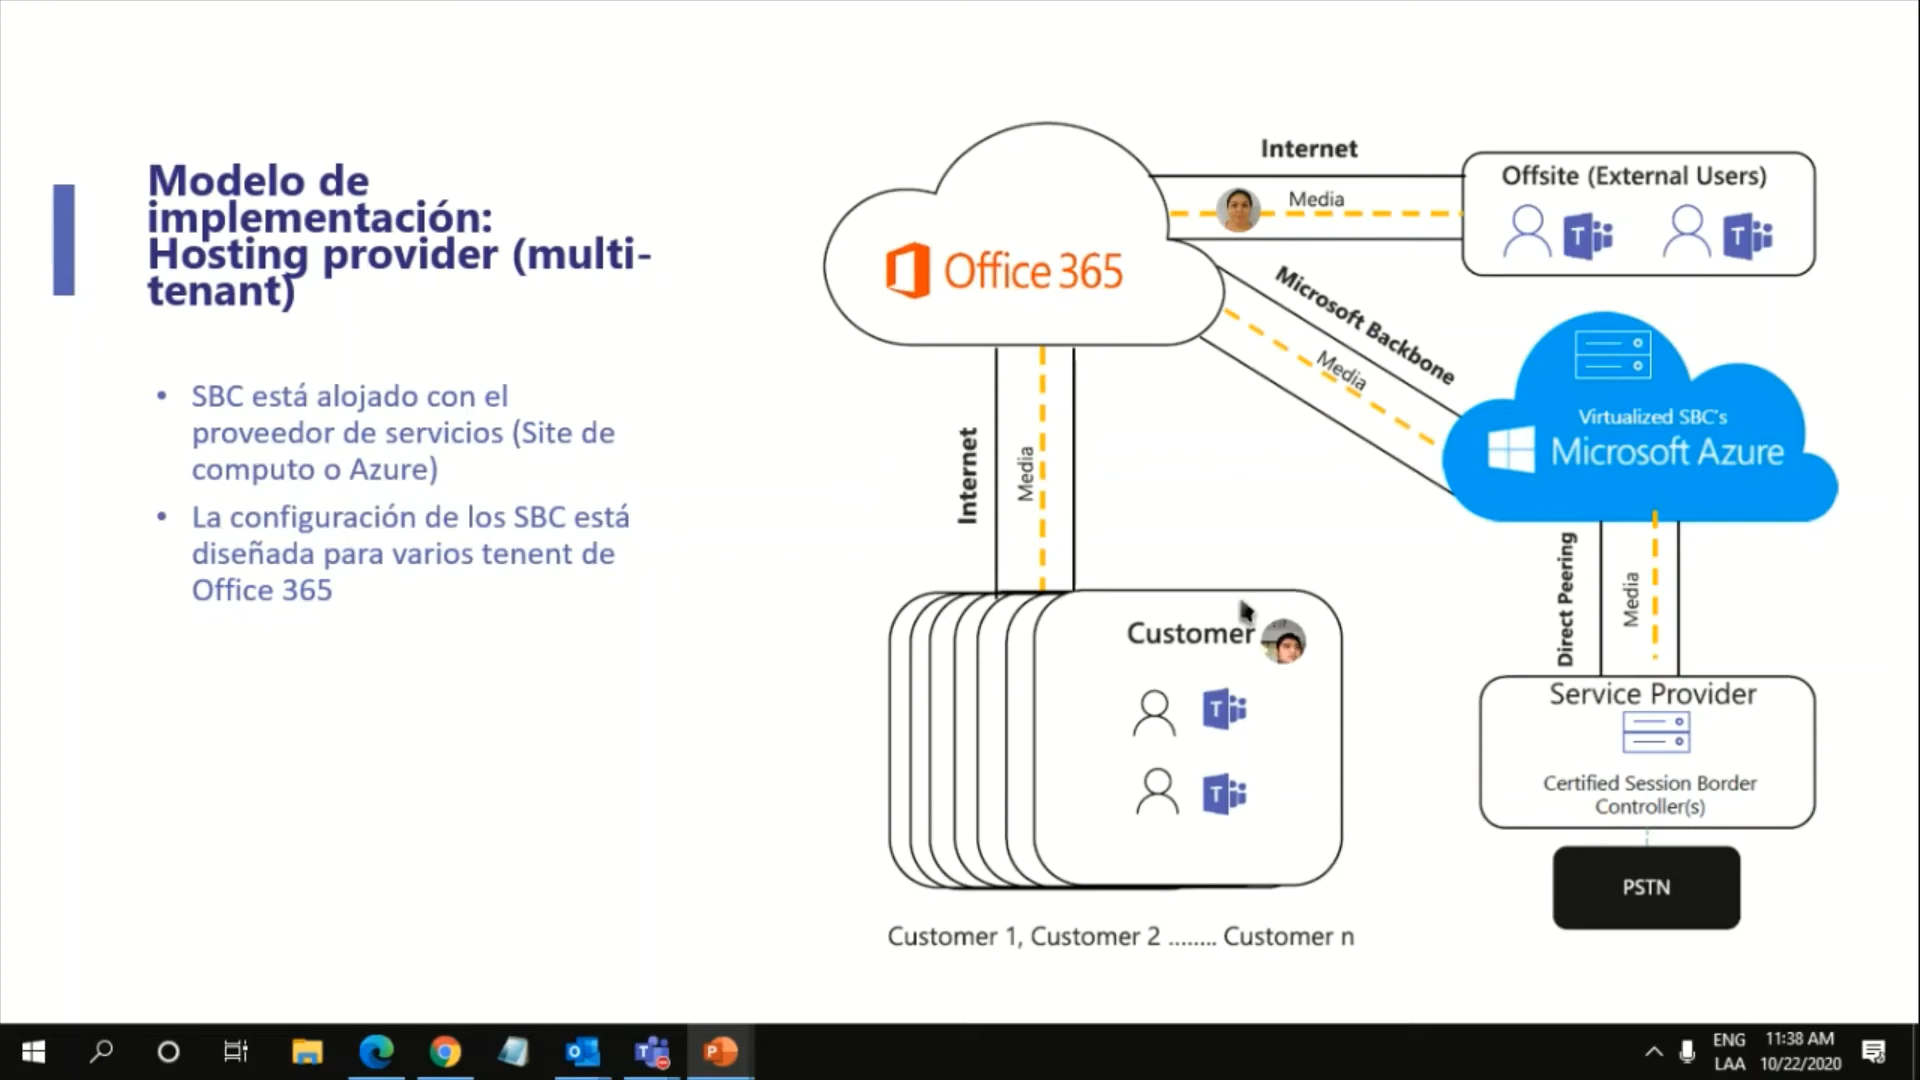 Modelo de
implementación:
Hosting provider (multi-
tenant)
• SBC está alojado con el
proveedor de servicios (Site de
computo o Azure)
• La configuración de los SBC está
diseñada para varios tenent de
Office 365
Internet
Media
Offsite (External Users)
T
T
Office 365
Microsoft Backbone
Media
Virtualized SBC's
Microsoft Azure
Internet
Media
Direct Peering
Media
Customer
T
T
Customer 1, Customer 2 ........ Customer n
Service Provider
Certified Session Border
Controller(s)
PSTN
ENG
LAA
11:38 AM
10/22/2020